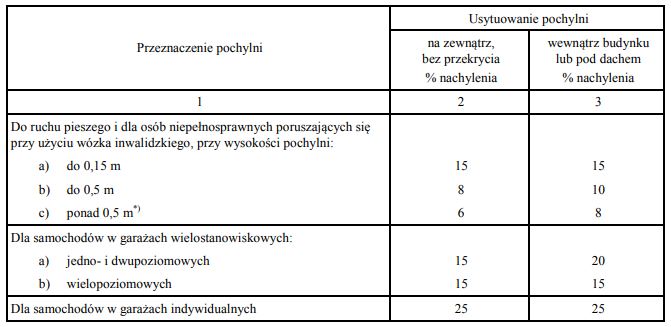 Przeznaczenie pochylni
Usytuowanie pochylni
na zewnątrz,
bez przekrycia
% nachylenia
wewnątrz budynku
lub pod dachem
% nachylenia
1 2 3
Do ruchu pieszego i dla osób niepełnosprawnych poruszających się
przy użyciu wózka inwalidzkiego, przy wysokości pochylni:
a) do 0,15 m 15 15
b) do 0,5 m 8 10
c) ponad 0,5 m*) 6 8
Dla samochodów w garażach wielostanowiskowych:
a) jedno- i dwupoziomowych 15 20
b) wielopoziomowych 15 15
Dla samochodów w garażach indywidualnych 25 25